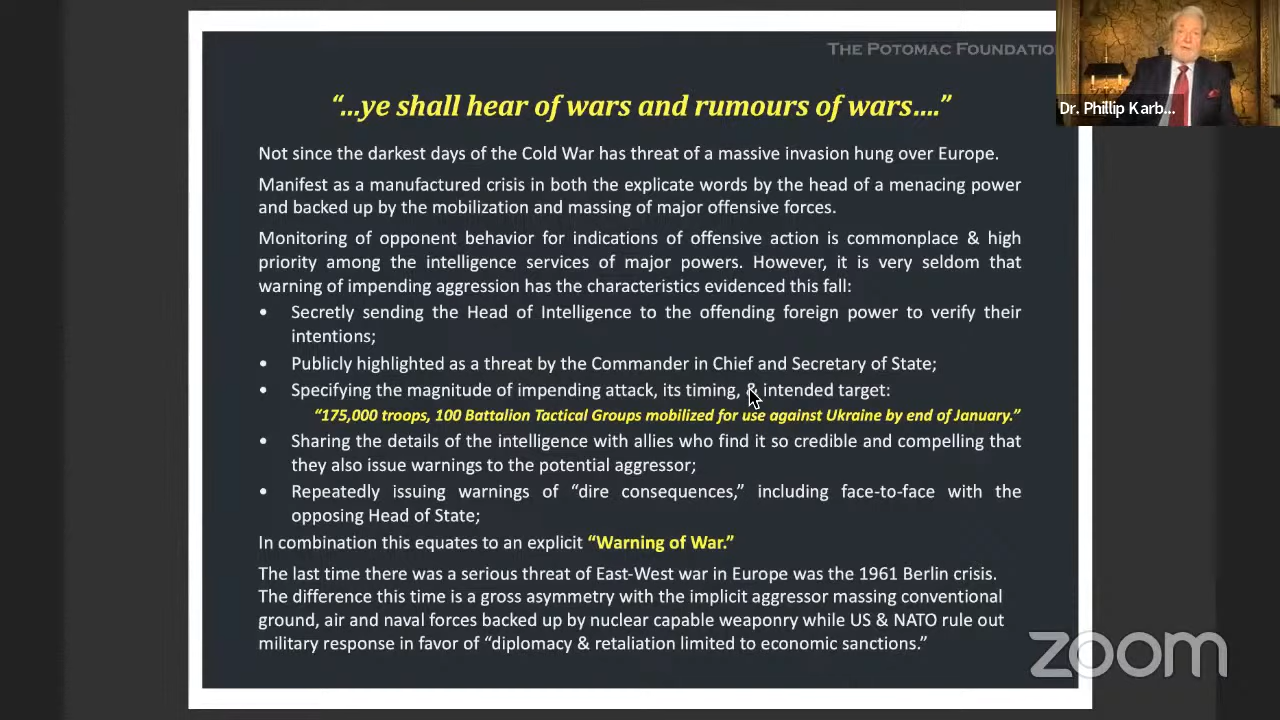 THE POTOMAC FOUNDATIO
“…ye shall hear of wars and rumours of wars….”
Dr. Phillip Karb...
Not since the darkest days of the Cold War has threat of a massive invasion hung over Europe.
Manifest as a manufactured crisis in both the explicate words by the head of a menacing power
and backed up by the mobilization and massing of major offensive forces.
Monitoring of opponent behavior for indications of offensive action is commonplace & high
priority among the intelligence services of major powers. However, it is very seldom that
warning of impending aggression has the characteristics evidenced this fall:
• Secretly sending the Head of Intelligence to the offending foreign power to verify their
intentions;
• Publicly highlighted as a threat by the Commander in Chief and Secretary of State;
• Specifying the magnitude of impending attack, its timing, & intended target:
“175,000 troops, 100 Battalion Tactical Groups mobilized for use against Ukraine by end of January.”
• Sharing the details of the intelligence with allies who find it so credible and compelling that
they also issue warnings to the potential aggressor;
• Repeatedly issuing warnings of “dire consequences,” including face-to-face with the
opposing Head of State;
In combination this equates to an explicit “Warning of War.”
The last time there was a serious threat of East-West war in Europe was the 1961 Berlin crisis.
The difference this time is a gross asymmetry with the implicit aggressor massing conventional
ground, air and naval forces backed up by nuclear capable weaponry while US & NATO rule out
military response in favor of “diplomacy & retaliation limited to economic sanctions.”
zoom